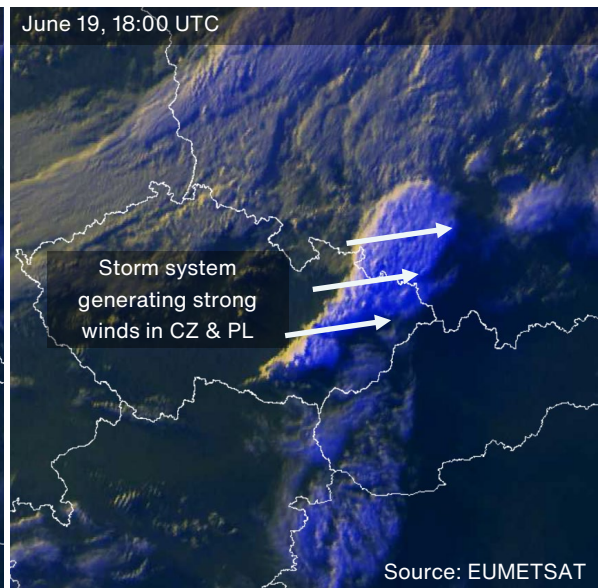 June 19, 18:00 UTC
Storm system
generating strong
winds in CZ & PL
Source: EUMETSAT